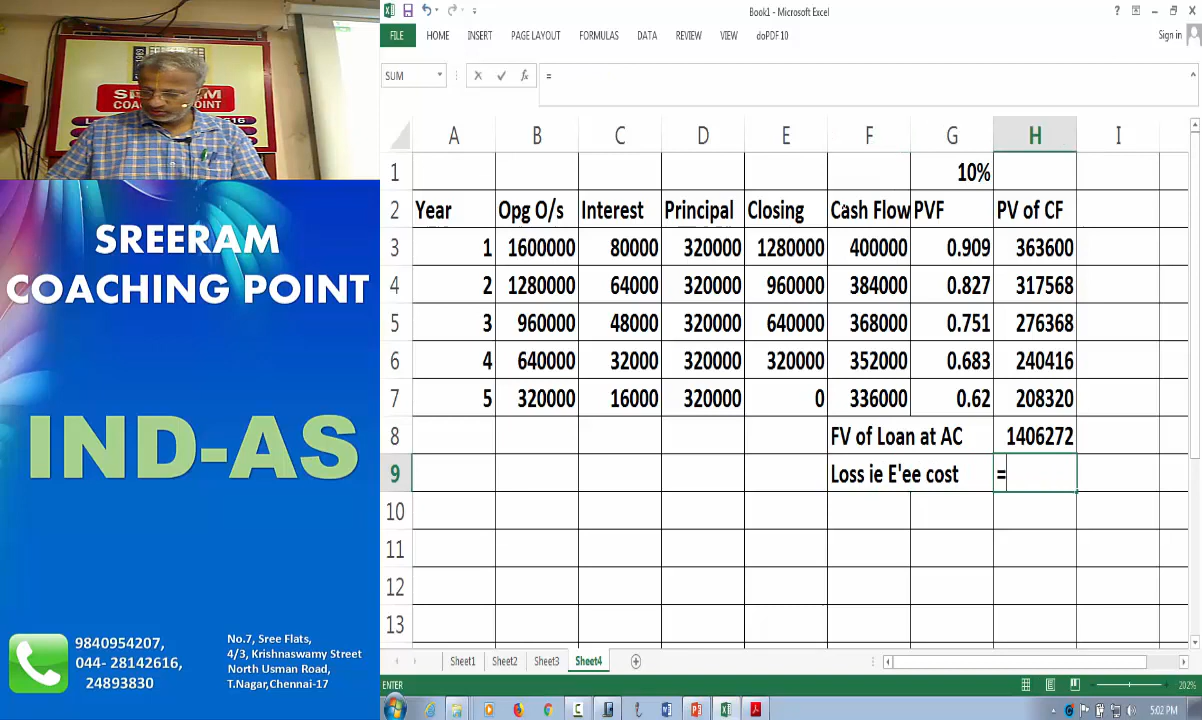 SREERAM
COACHING POINT
SREERAM
COACHING POINT
IND-AS
9840954207,
044- 28142616,
24893830
No.7, Sree Flats,
4/3, Krishnaswamy Street
North Usman Road,
T.Nagar,Chennai-17
Book1 - Microsoft Excel
FILE HOME INSERT PAGE LAYOUT FORMULAS DATA REVIEW VIEW doPDF 10 Sign in
SUM fx =
A B C D E F G H I
1 10%
2 Year Opg O/s Interest Principal Closing Cash Flow PVF PV of CF
3 1 1600000 80000 320000 1280000 400000 0.909 363600
4 2 1280000 64000 320000 960000 384000 0.827 317568
5 3 960000 48000 320000 640000 368000 0.751 276368
6 4 640000 32000 320000 320000 352000 0.683 240416
7 5 320000 16000 320000 0 336000 0.62 208320
8 FV of Loan at AC 1406272
9 Loss ie E'ee cost =
10
11
12
13
Sheet1 Sheet2 Sheet3 Sheet4
ENTER 202%
5:02 PM